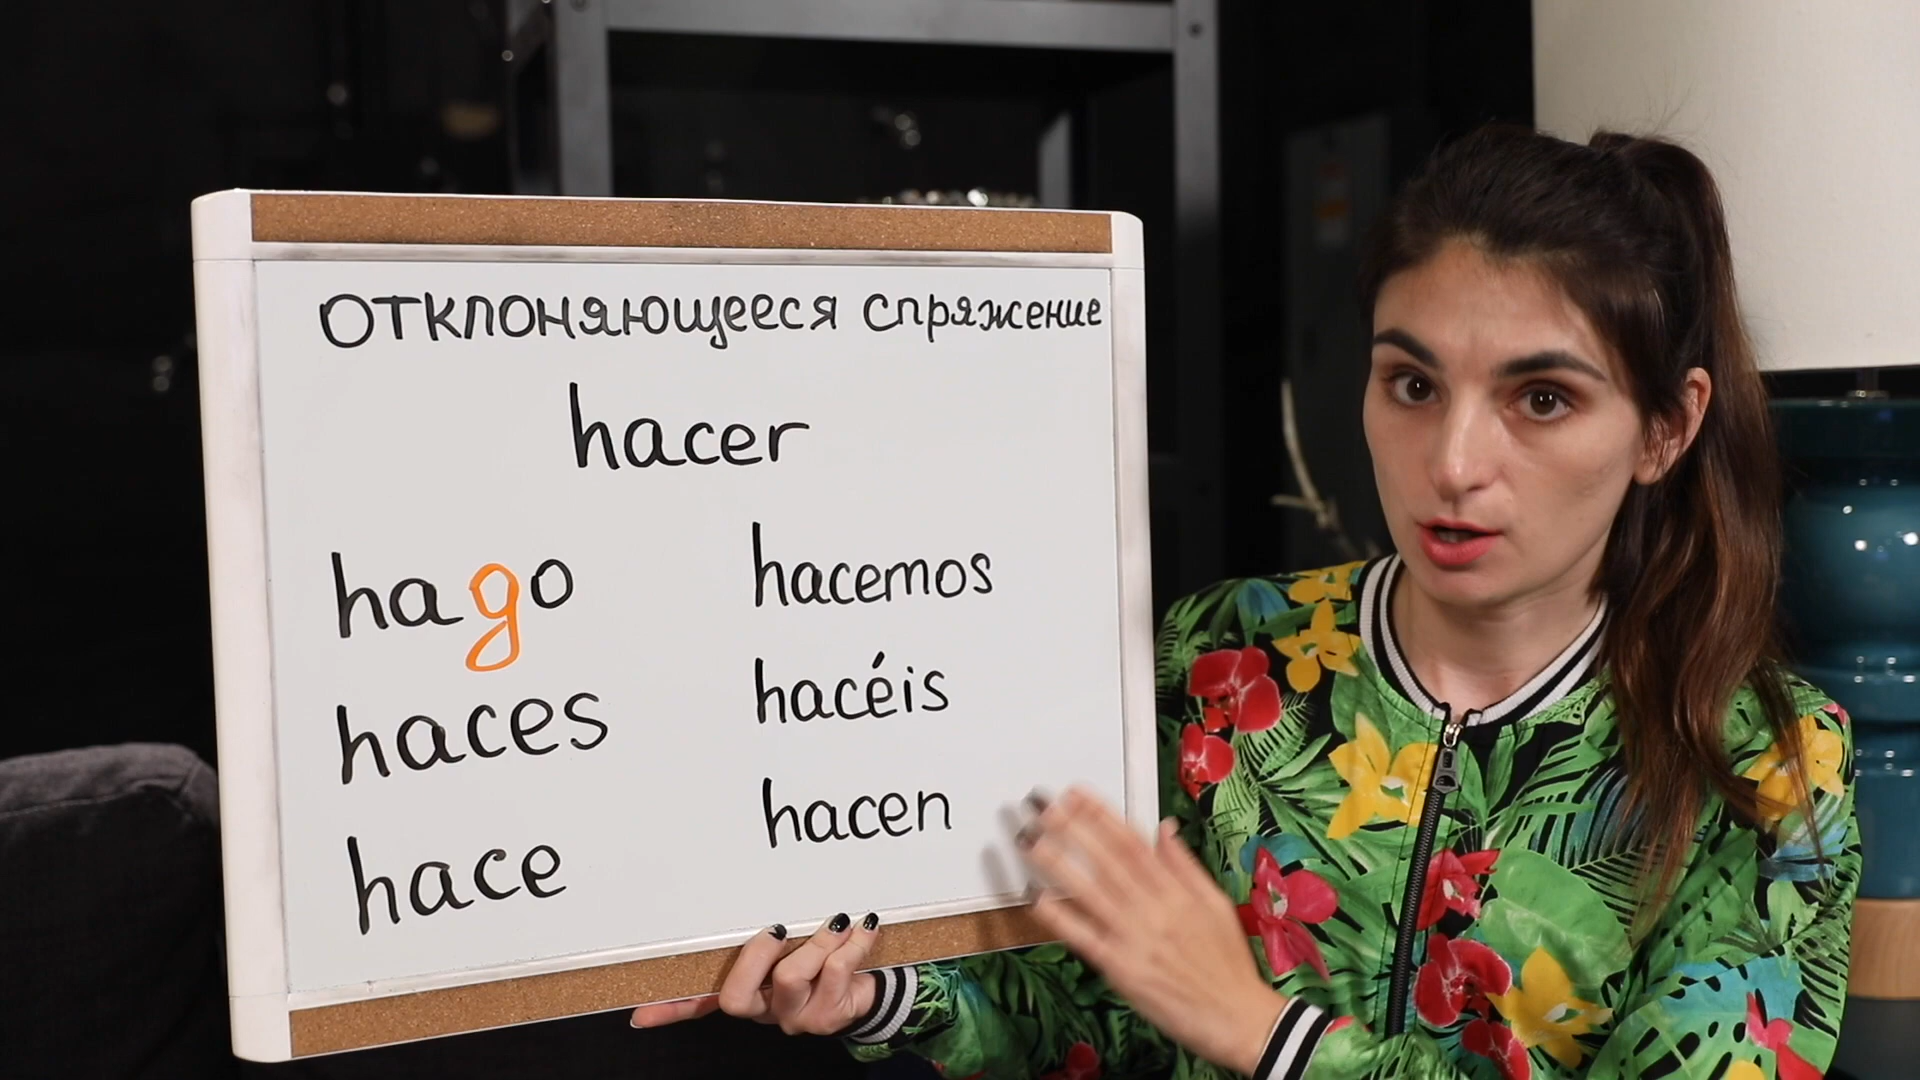 отклоняющееся спряжение
hacer
hago
haces
hace
hacemos
hacéis
hacen